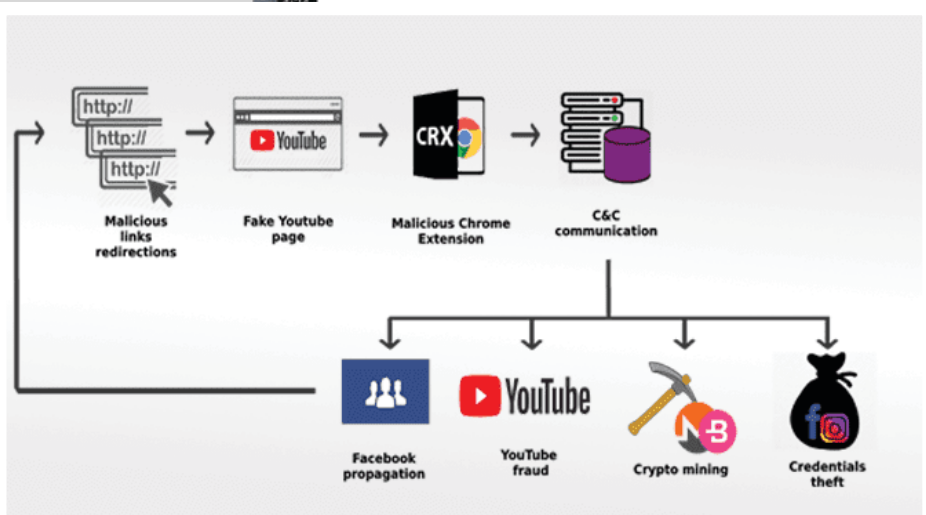 http://
http://
http://
YouTube
CRX
Malicious
links
redirections
Fake Youtube
page
Malicious Chrome
Extension
C&C
communication
YouTube
Facebook
propagation
YouTube
fraud
Crypto mining
Credentials
theft